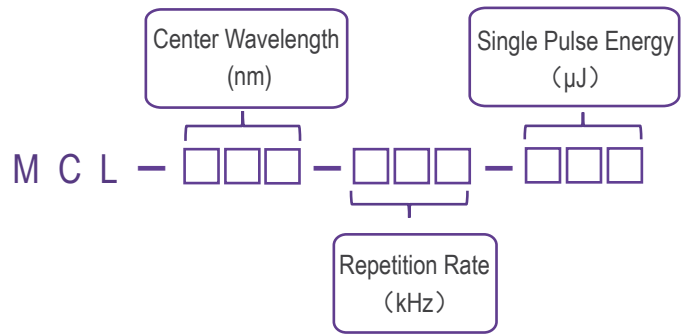 Center Wavelength
(nm)
Single Pulse Energy
（μJ）
M C L – □□□ – □□□ – □□□
Repetition Rate
（kHz）